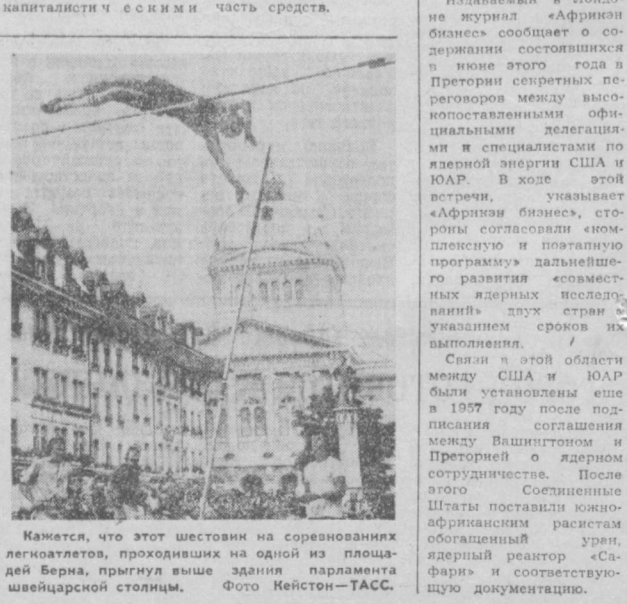 капиталистическими часть средств.
Кажется, что этот шестовик на соревнованиях
легкоатлетов, проходивших на одной из площа-
дей Берна, прыгнул выше здания парламента
швейцарской столицы. Фото Кейстон—ТАСС.
не журнал «Африкэн
бизнес» сообщает о со-
держании состоявшихся
в июне этого года в
Претории секретных пе-
реговоров между высо-
копоставленными офи-
циальными делегация-
ми и специалистами по
ядерной энергии США и
ЮАР. В ходе этой
встречи, указывает
«Африкэн бизнес», сто-
роны согласовали «ком-
плексную и поэтапную
программу» дальнейше-
го развития «совмест-
ных ядерных исследо-
ваний» двух стран с
указанием сроков их
выполнения.
Связи в этой области
между США и ЮАР
были установлены еще
в 1957 году после под-
писания соглашения
между Вашингтоном и
Преторией о ядерном
сотрудничестве. После
этого Соединенные
Штаты поставили южно-
африканским расистам
обогащенный уран,
ядерный реактор «Са-
фари» и соответствую-
щую документацию.